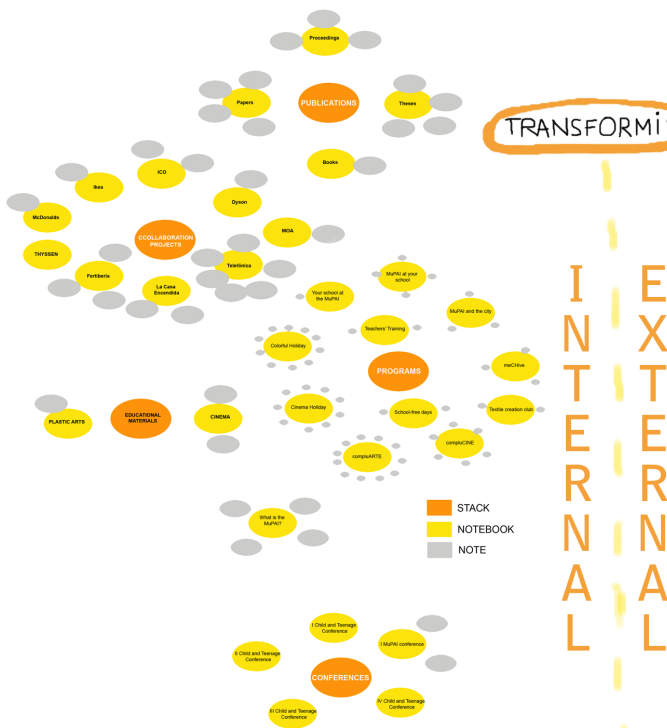 Proceedings
Papers
PUBLICATIONS
Theses
TRANSFORMi
Books
ICO
Ikea
Dyson
McDonalds
MOA
CCOLLABORATION
PROJECTS
THYSSEN
Telefónica
Fertiberia
La Casa
Encendida
MuPAI at your
school
Your school at
the MuPAI
MuPAI and the city
Teachers' Training
Colorful Holiday
PROGRAMS
meCHive
Cinema Holiday
School-free days
Textile creation club
compluCINE
compluARTE
PLASTIC ARTS
EDUCATIONAL
MATERIALS
CINEMA
What is the
MuPAI?
STACK
NOTEBOOK
NOTE
INTERNAL
EXTERNAL
I Child and Teenage
Conference
I MuPAI conference
II Child and Teenage
Conference
CONFERENCES
III Child and Teenage
Conference
IV Child and Teenage
Conference